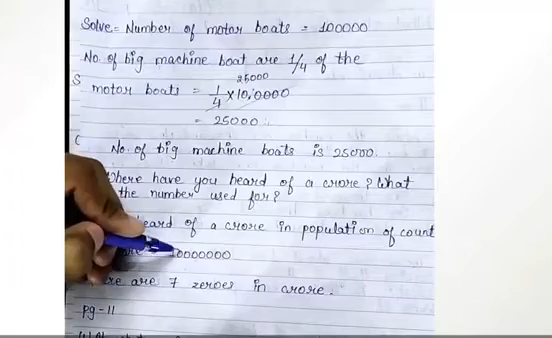 Solve = Number of motor boats = 100000
No. of big machine boat are 1/4 of the
25000
S motor boats = 1/4 × 10,0000
= 25000
No. of big machine boats is 25000.
have you heard of a crore? What
the number used for?
heard of a crore in population of count
10000000
are 7 zeroes in crore.
pg-11